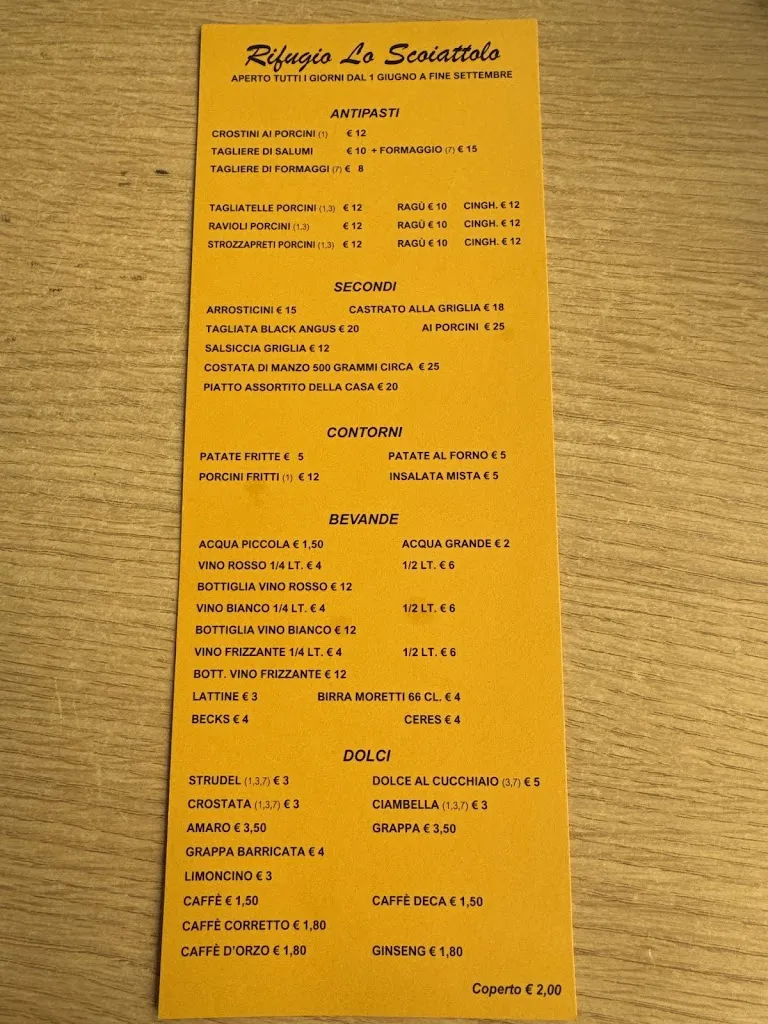 Rifugio Lo Scoiattolo
APERTO TUTTI I GIORNI DAL 1 GIUGNO A FINE SETTEMBRE
ANTIPASTI
CROSTINI AI PORCINI (1) € 12
TAGLIERE DI SALUMI € 10 + FORMAGGIO (7) € 15
TAGLIERE DI FORMAGGI (7) € 8
TAGLIATELLE PORCINI (1,3) € 12 RAGÙ € 10 CINGH. € 12
RAVIOLI PORCINI (1,3) € 12 RAGÙ € 10 CINGH. € 12
STROZZAPRETI PORCINI (1,3) € 12 RAGÙ € 10 CINGH. € 12
SECONDI
ARROSTICINI € 15 CASTRATO ALLA GRIGLIA € 18
TAGLIATA BLACK ANGUS € 20 AI PORCINI € 25
SALSICCIA GRIGLIA € 12
COSTATA DI MANZO 500 GRAMMI CIRCA € 25
PIATTO ASSORTITO DELLA CASA € 20
CONTORNI
PATATE FRITTE € 5 PATATE AL FORNO € 5
PORCINI FRITTI (1) € 12 INSALATA MISTA € 5
BEVANDE
ACQUA PICCOLA € 1,50 ACQUA GRANDE € 2
VINO ROSSO 1/4 LT. € 4 1/2 LT. € 6
BOTTIGLIA VINO ROSSO € 12
VINO BIANCO 1/4 LT. € 4 1/2 LT. € 6
BOTTIGLIA VINO BIANCO € 12
VINO FRIZZANTE 1/4 LT. € 4 1/2 LT. € 6
BOTT. VINO FRIZZANTE € 12
LATTINE € 3 BIRRA MORETTI 66 CL. € 4
BECKS € 4 CERES € 4
DOLCI
STRUDEL (1,3,7) € 3 DOLCE AL CUCCHIAIO (3,7) € 5
CROSTATA (1,3,7) € 3 CIAMBELLA (1,3,7) € 3
AMARO € 3,50 GRAPPA € 3,50
GRAPPA BARRICATA € 4
LIMONCINO € 3
CAFFÈ € 1,50 CAFFÈ DECA € 1,50
CAFFÈ CORRETTO € 1,80
CAFFÈ D'ORZO € 1,80 GINSENG € 1,80
Coperto € 2,00